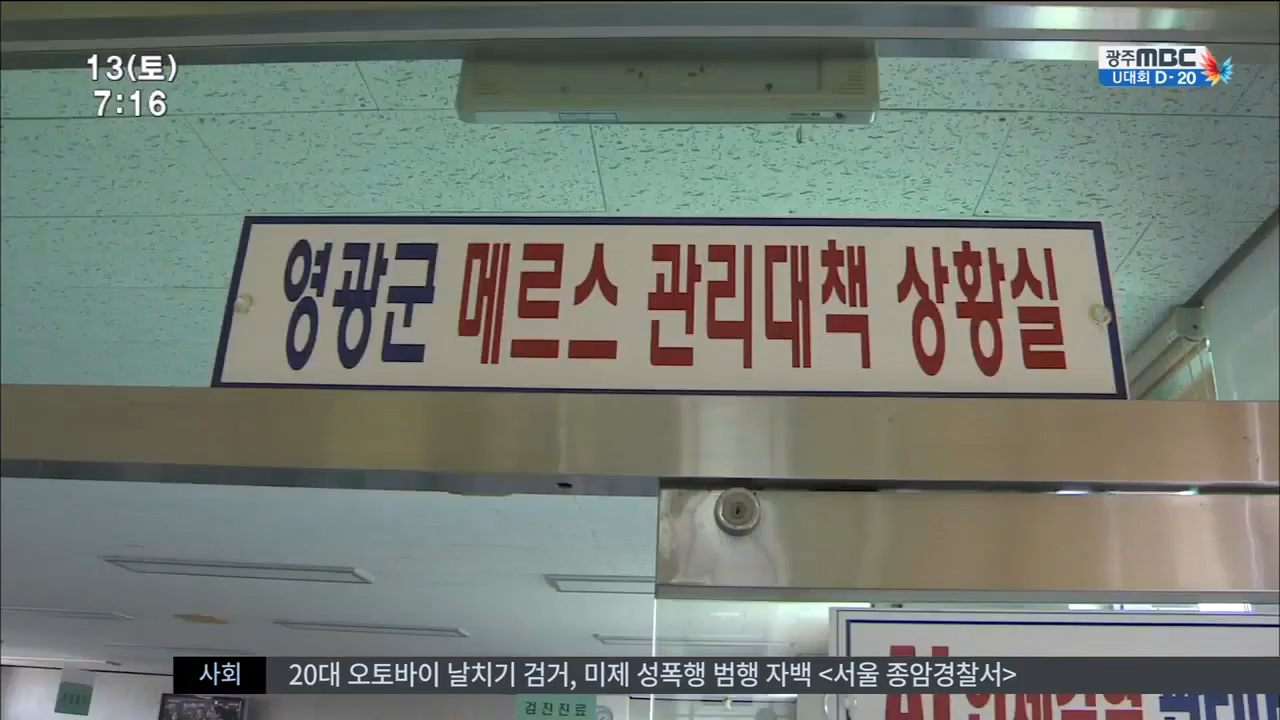 13(토)
7:16
광주MBC
U대회 D-20
영광군 메르스 관리대책 상황실
사회 20대 오토바이 날치기 검거, 미제 성폭행 범행 자백 <서울 종암경찰서>
검진진료